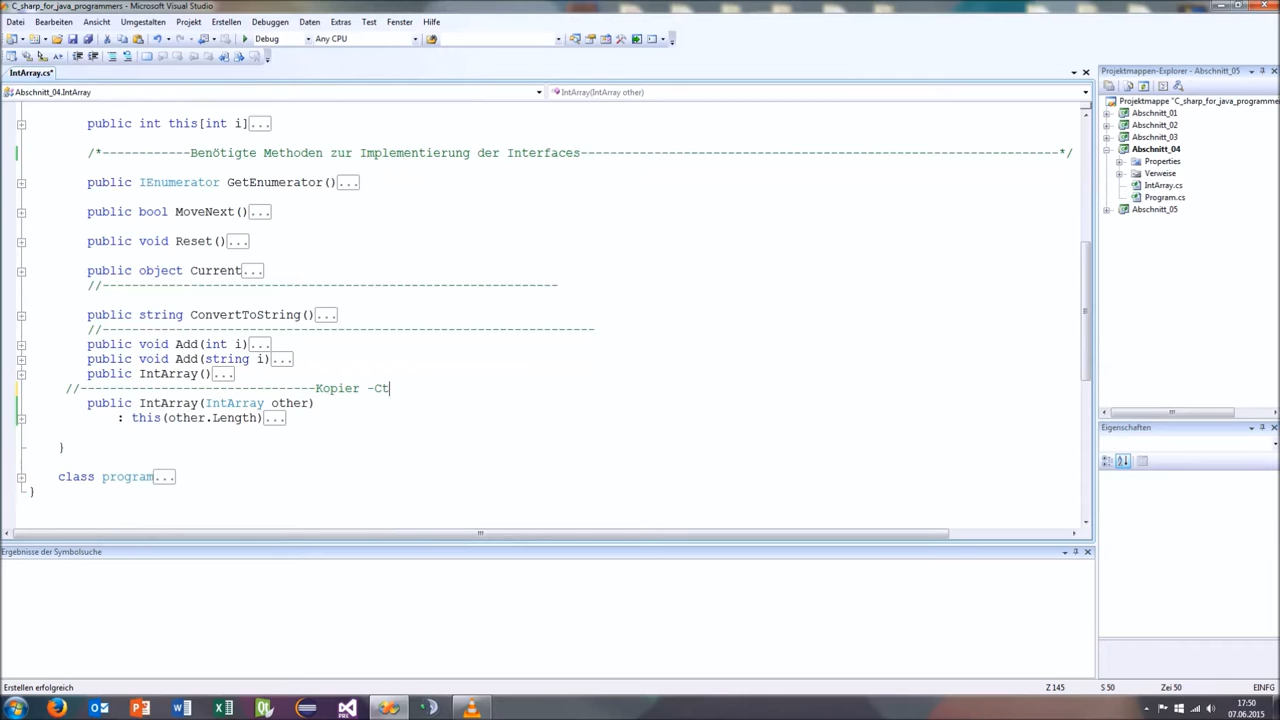 C_sharp_for_java_programmers - Microsoft Visual Studio
Datei Bearbeiten Ansicht Umgestalten Projekt Erstellen Debuggen Daten Extras Test Fenster Hilfe
Debug Any CPU
IntArray.cs*
Abschnitt_04.IntArray IntArray(IntArray other)
public int this[int i]...
/*-----------Benötigte Methoden zur Implementierung der Interfaces-----------------------------------------------------------------*/
public IEnumerator GetEnumerator()...
public bool MoveNext()...
public void Reset()...
public object Current...
//--------------------------------------------------------------
public string ConvertToString()...
//-------------------------------------------------------------------
public void Add(int i)...
public void Add(string i)...
public IntArray()...
//--------------------------------Kopier -Ct
public IntArray(IntArray other)
: this(other.Length)...
}
class program...
}
Projektmappen-Explorer - Abschnitt_05
Projektmappe "C_sharp_for_java_programmers
Abschnitt_01
Abschnitt_02
Abschnitt_03
Abschnitt_04
Properties
Verweise
IntArray.cs
Program.cs
Abschnitt_05
Eigenschaften
Ergebnisse der Symbolsuche
Erstellen erfolgreich Z 145 S 50 Zei 50 EINFG
17:50
07.06.2015